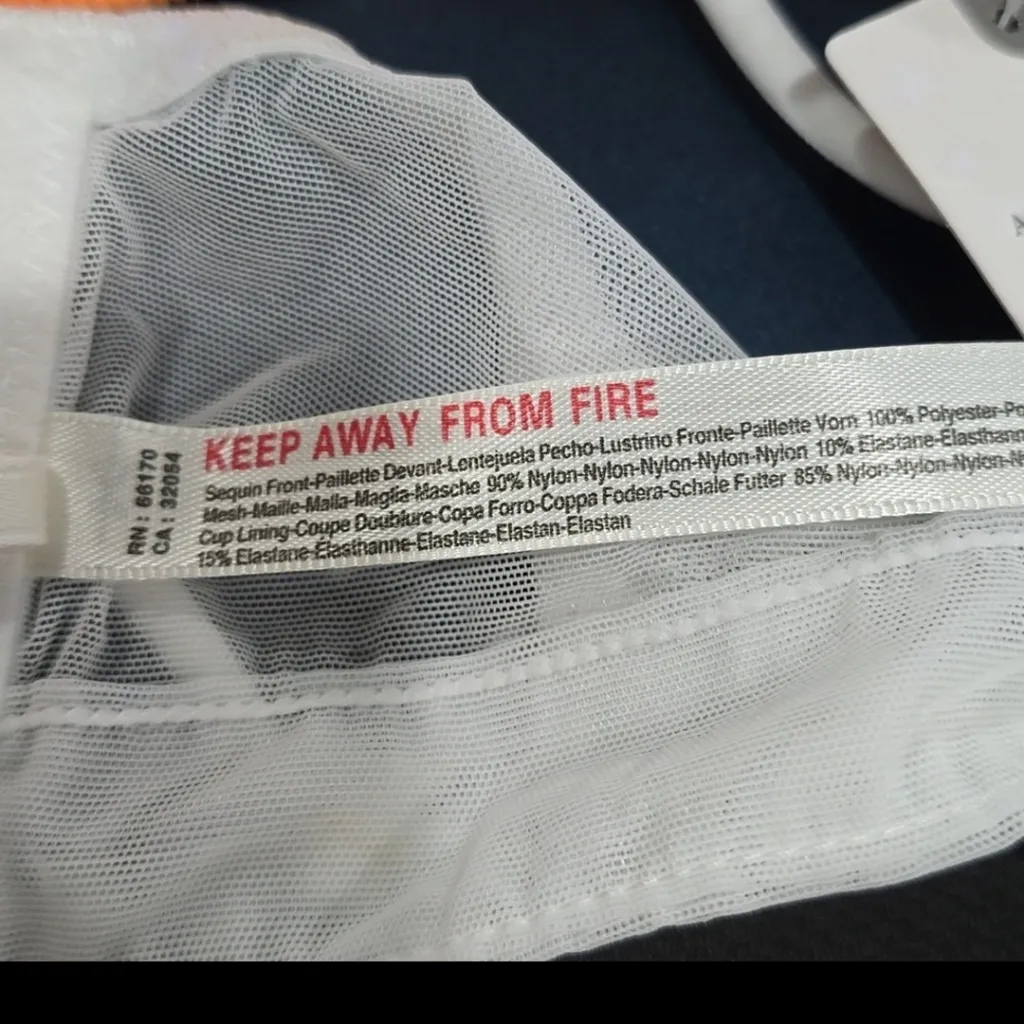 KEEP AWAY FROM FIRE
RN : 66170
CA : 32054
Sequin Front-Paillette Devant-Lentejuela Pecho-Lustrino Fronte-Paillette Vorn 100% Polyester-Po
Mesh-Maille-Malla-Maglia-Masche 90% Nylon-Nylon-Nylon-Nylon-Nylon 10% Elastane-Elasthann
Cup Lining-Coupe Doublure-Copa Forro-Coppa Fodera-Schale Futter 85% Nylon-Nylon-Nylon-Nylon-N
15% Elastane-Elasthanne-Elastane-Elastan-Elastan